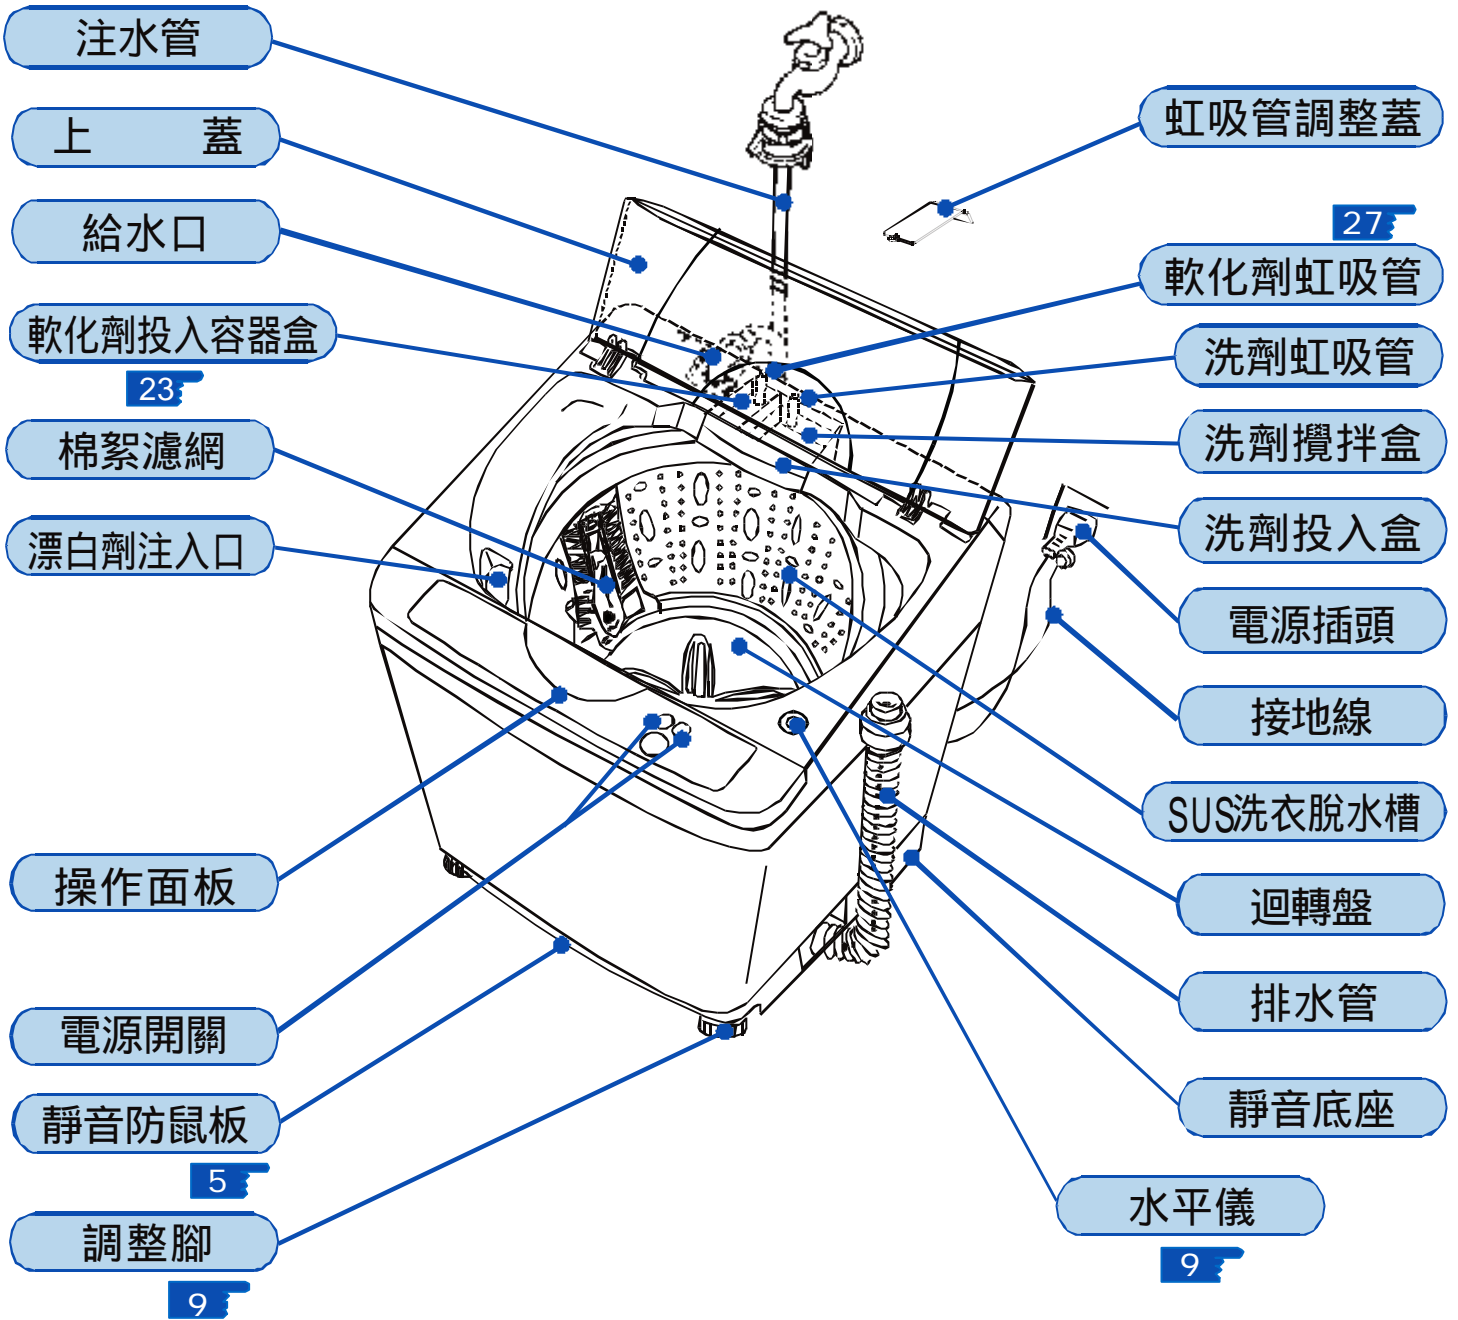 注水管
上 蓋
給水口
軟化劑投入容器盒
23
棉絮濾網
漂白劑注入口
操作面板
電源開關
靜音防鼠板
5
調整腳
9
虹吸管調整蓋
27
軟化劑虹吸管
洗劑虹吸管
洗劑攪拌盒
洗劑投入盒
電源插頭
接地線
SUS洗衣脫水槽
迴轉盤
排水管
靜音底座
水平儀
9